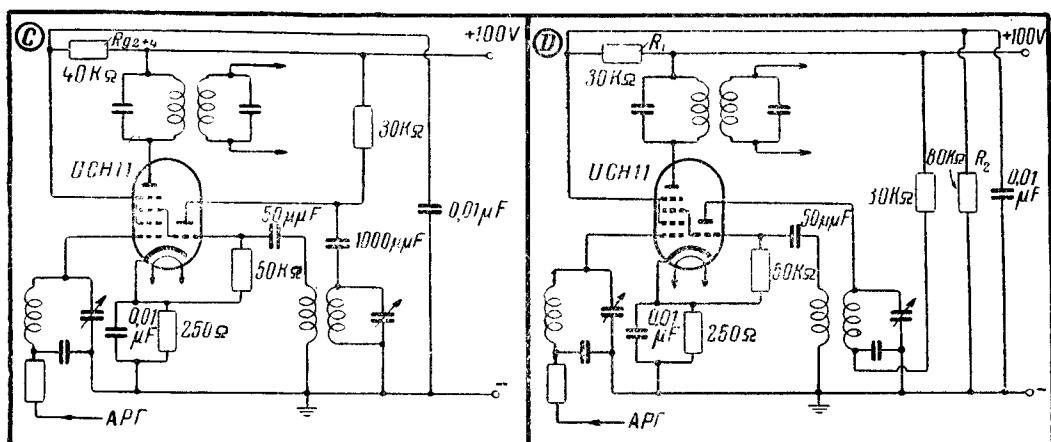 C
Rg2+4
+100V
40KΩ
30KΩ
UCH11
50μμF
0,01μF
1000μμF
50KΩ
0,01
μF
250Ω
-
АРГ
D
R1
+100V
30KΩ
UCH11
80KΩ
R2
30KΩ
0,01
μF
50μμF
50KΩ
0,01
μF
250Ω
-
АРГ